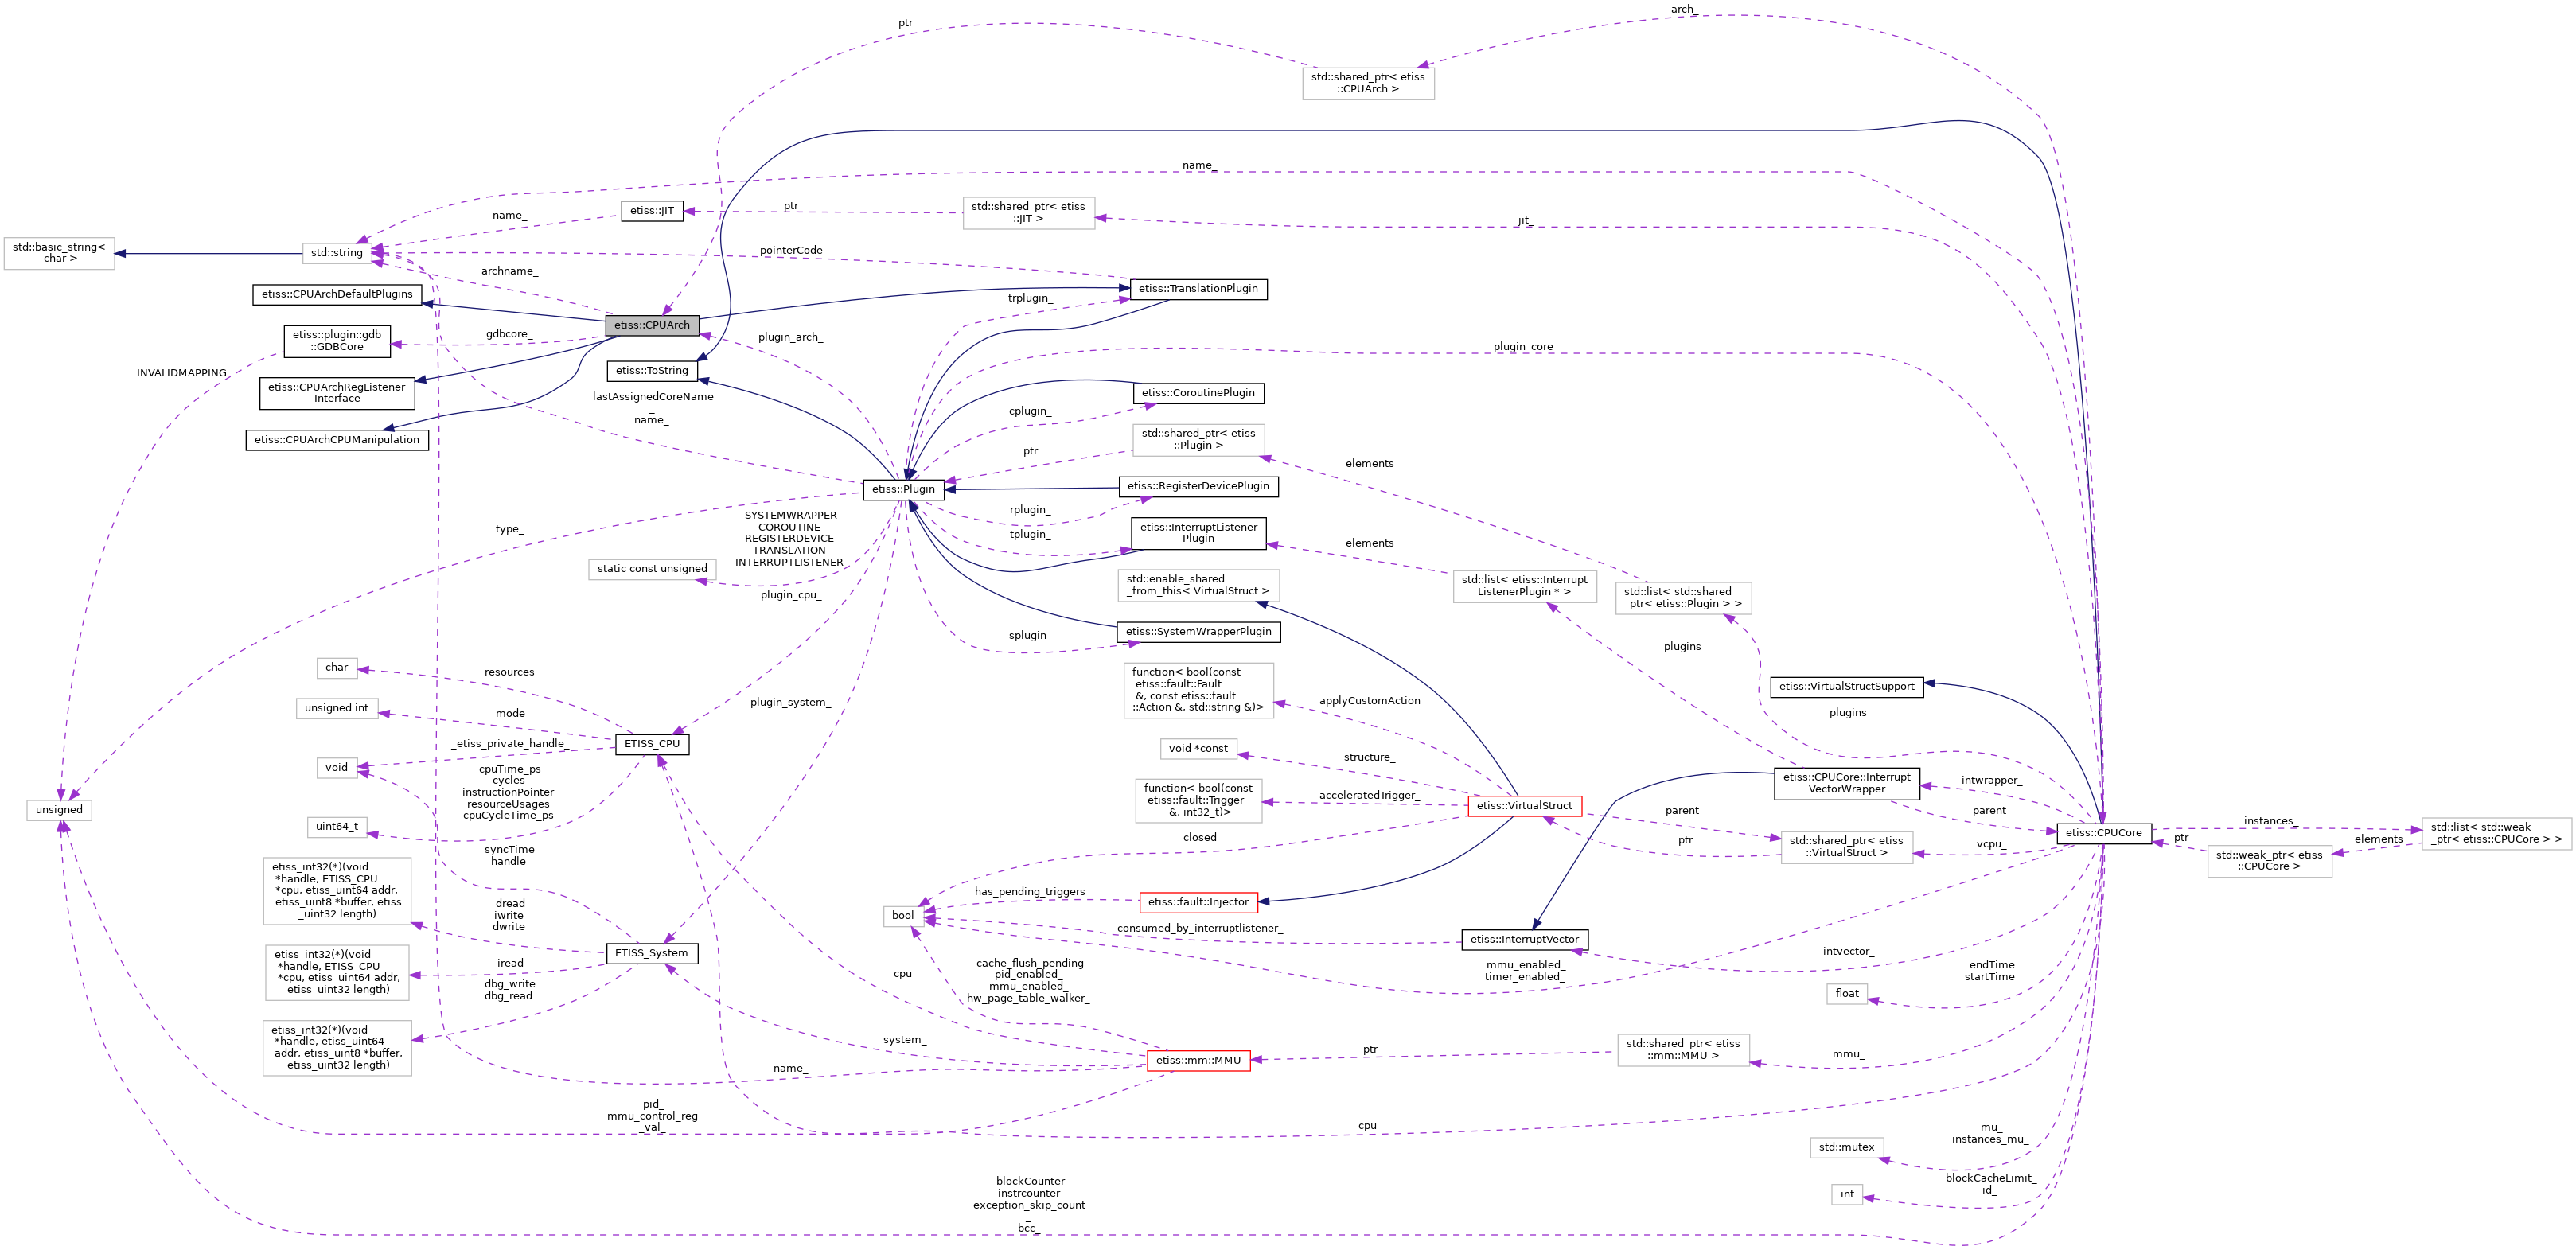 ptr
arch_
std::shared_ptr< etiss
::CPUArch >
name_
etiss::JIT
ptr
std::shared_ptr< etiss
::JIT >
name_
jit_
std::basic_string<
char >
std::string
pointerCode
archname_
etiss::CPUArchDefaultPlugins
etiss::TranslationPlugin
trplugin_
etiss::CPUArch
etiss::plugin::gdb
::GDBCore
gdbcore_
plugin_arch_
plugin_core_
INVALIDMAPPING
etiss::ToString
etiss::CPUArchRegListener
Interface
lastAssignedCoreName
_
name_
etiss::CoroutinePlugin
cplugin_
etiss::CPUArchCPUManipulation
std::shared_ptr< etiss
::Plugin >
ptr
elements
etiss::Plugin
etiss::RegisterDevicePlugin
rplugin_
type_
SYSTEMWRAPPER
COROUTINE
REGISTERDEVICE
TRANSLATION
INTERRUPTLISTENER
tplugin_
etiss::InterruptListener
Plugin
elements
static const unsigned
std::enable_shared
_from_this< VirtualStruct >
std::list< etiss::Interrupt
ListenerPlugin * >
std::list< std::shared
_ptr< etiss::Plugin > >
plugin_cpu_
splugin_
etiss::SystemWrapperPlugin
plugins_
char
resources
function< bool(const
etiss::fault::Fault
&, const etiss::fault
::Action &, std::string &)>
applyCustomAction
etiss::VirtualStructSupport
plugins
unsigned int
mode
plugin_system_
_etiss_private_handle_
ETISS_CPU
void *const
structure_
void
cpuTime_ps
cycles
instructionPointer
resourceUsages
cpuCycleTime_ps
function< bool(const
etiss::fault::Trigger
&, int32_t)>
acceleratedTrigger_
etiss::VirtualStruct
etiss::CPUCore::Interrupt
VectorWrapper
intwrapper_
parent_
parent_
unsigned
uint64_t
closed
ptr
std::shared_ptr< etiss
::VirtualStruct >
vcpu_
etiss::CPUCore
instances_
ptr
std::weak_ptr< etiss
::CPUCore >
elements
std::list< std::weak
_ptr< etiss::CPUCore > >
syncTime
handle
etiss_int32(*)(void
*handle, ETISS_CPU
*cpu, etiss_uint64 addr,
etiss_uint8 *buffer, etiss
_uint32 length)
dread
iwrite
dwrite
bool
has_pending_triggers
etiss::fault::Injector
consumed_by_interruptlistener_
etiss::InterruptVector
intvector_
etiss_int32(*)(void
*handle, ETISS_CPU
*cpu, etiss_uint64 addr,
etiss_uint32 length)
iread
ETISS_System
cpu_
cache_flush_pending
pid_enabled_
mmu_enabled_
hw_page_table_walker_
mmu_enabled_
timer_enabled_
endTime
startTime
float
dbg_write
dbg_read
etiss_int32(*)(void
*handle, etiss_uint64
addr, etiss_uint8 *buffer,
etiss_uint32 length)
system_
name_
etiss::mm::MMU
ptr
std::shared_ptr< etiss
::mm::MMU >
mmu_
pid_
mmu_control_reg
_val_
cpu_
std::mutex
mu_
instances_mu_
int
blockCacheLimit_
id_
blockCounter
instrcounter
exception_skip_count
_
bcc_